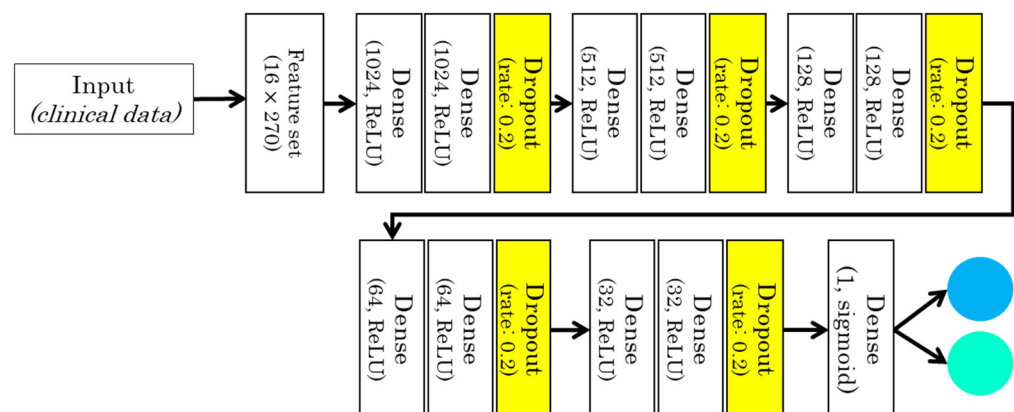 Input
(clinical data)
Feature set
(16 × 270)
Dense
(1024, ReLU)
Dense
(1024, ReLU)
Dropout
(rate: 0.2)
Dense
(512, ReLU)
Dense
(512, ReLU)
Dropout
(rate: 0.2)
Dense
(128, ReLU)
Dense
(128, ReLU)
Dropout
(rate: 0.2)
Dense
(64, ReLU)
Dense
(64, ReLU)
Dropout
(rate: 0.2)
Dense
(32, ReLU)
Dense
(32, ReLU)
Dropout
(rate: 0.2)
Dense
(1, sigmoid)